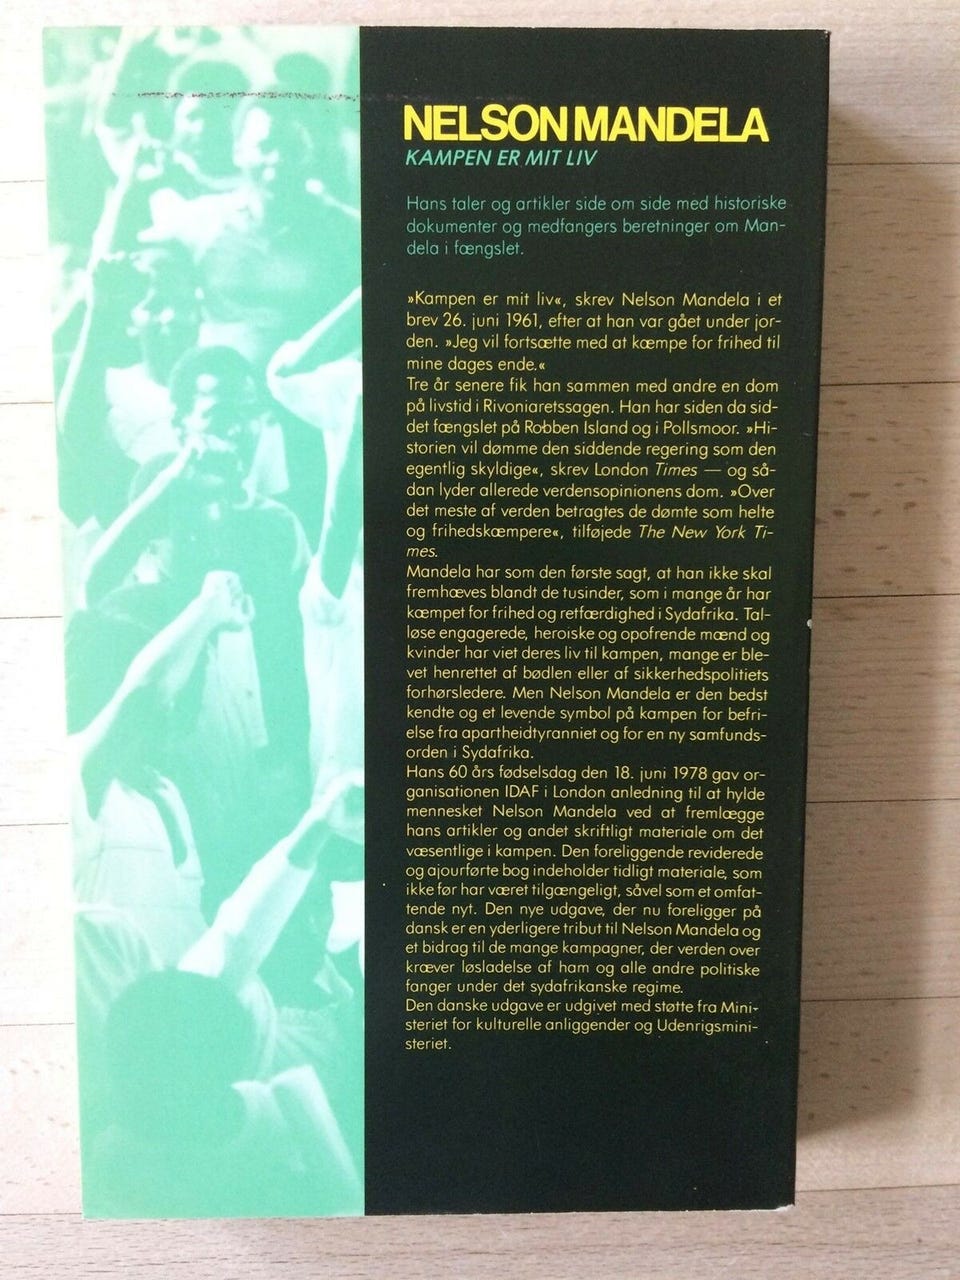 NELSON MANDELA
KAMPEN ER MIT LIV
Hans taler og artikler side om side med historiske
dokumenter og medfangers beretninger om Man-
dela i fængslet.
»Kampen er mit liv«, skrev Nelson Mandela i et
brev 26. juni 1961, efter at han var gået under jor-
den. »Jeg vil fortsætte med at kæmpe for frihed til
mine dages ende.«
Tre år senere fik han sammen med andre en dom
på livstid i Rivoniaretssagen. Han har siden da sid-
det fængslet på Robben Island og i Pollsmoor. »Hi-
storien vil dømme den siddende regering som den
egentlig skyldige«, skrev London Times — og så-
dan lyder allerede verdensopinionens dom. »Over
det meste af verden betragtes de dømte som helte
og frihedskæmpere«, tilføjede The New York Ti-
mes.
Mandela har som den første sagt, at han ikke skal
fremhæves blandt de tusinder, som i mange år har
kæmpet for frihed og retfærdighed i Sydafrika. Tal-
løse engagerede, heroiske og opofrende mænd og
kvinder har viet deres liv til kampen, mange er ble-
vet henrettet af bødlen eller af sikkerhedspolitiets
forhørsledere. Men Nelson Mandela er den bedst
kendte og et levende symbol på kampen for befri-
else fra apartheidtyranniet og for en ny samfunds-
orden i Sydafrika.
Hans 60 års fødselsdag den 18. juni 1978 gav or-
ganisationen IDAF i London anledning til at hylde
mennesket Nelson Mandela ved at fremlægge
hans artikler og andet skriftligt materiale om det
væsentlige i kampen. Den foreliggende reviderede
og ajourførte bog indeholder tidligt materiale, som
ikke før har været tilgængeligt, såvel som et omfat-
tende nyt. Den nye udgave, der nu foreligger på
dansk er en yderligere tribut til Nelson Mandela og
et bidrag til de mange kampagner, der verden over
kræver løsladelse af ham og alle andre politiske
fanger under det sydafrikanske regime.
Den danske udgave er udgivet med støtte fra Mini-
steriet for kulturelle anliggender og Udenrigsmini-
steriet.